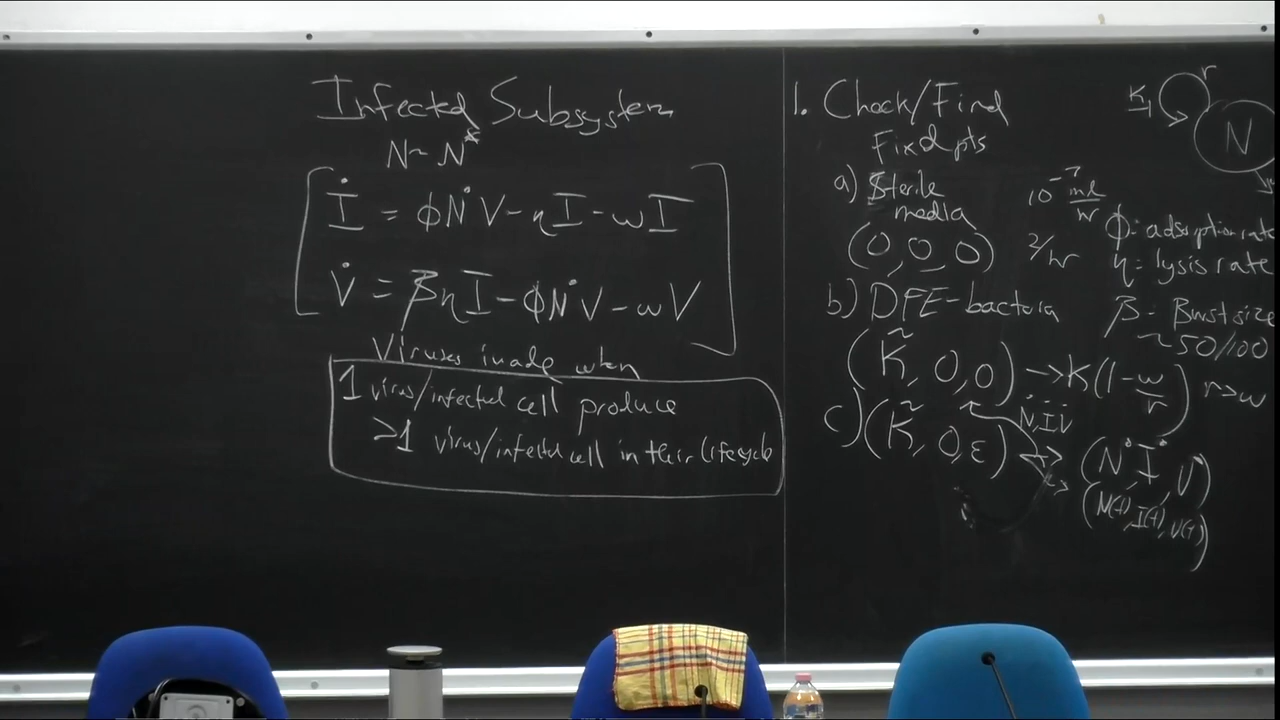 Infected Subsystem
N ~ N*
İ = ϕN*V - ηI - ωI
V̇ = βηI - ϕN*V - ωV
Viruses invade when
1 virus/infected cell produce
>1 virus/infected cell in their lifecycle
1. Check/Find
Fixd pts
a) Sterile
media
(0, 0, 0)
b) DFE - bacteria
(K̃, 0, 0) → K(1 - ω/r) r > ω
c) (K̃, 0, ε) → (N*, I*, V*)
Ṅ, İ, V̇
(N(t), I(t), V(t))
K
r
N
10⁻⁷ ml/hr
ϕ: adsorption rate
2/hr
η = lysis rate
β - Burst size
~50/100